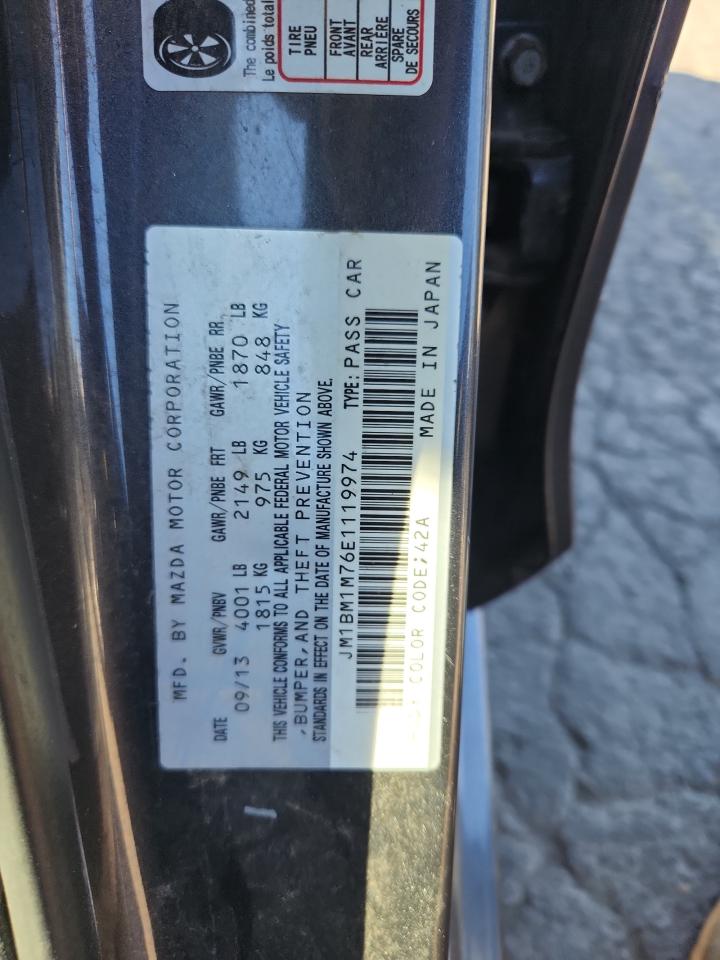 The combined
Le poids total
TIRE
PNEU
FRONT
AVANT
REAR
ARRIÈRE
SPARE
DE SECOURS
MFD. BY MAZDA MOTOR CORPORATION
DATE GVWR/PNBV GAWR/PNBE FRT GAWR/PNBE RR
09/13 4001 LB 2149 LB 1870 LB
1815 KG 975 KG 848 KG
THIS VEHICLE CONFORMS TO ALL APPLICABLE FEDERAL MOTOR VEHICLE SAFETY
,BUMPER,AND THEFT PREVENTION
STANDARDS IN EFFECT ON THE DATE OF MANUFACTURE SHOWN ABOVE.
JM1BM1M76E1119974 TYPE:PASS CAR
COLOR CODE;42A MADE IN JAPAN